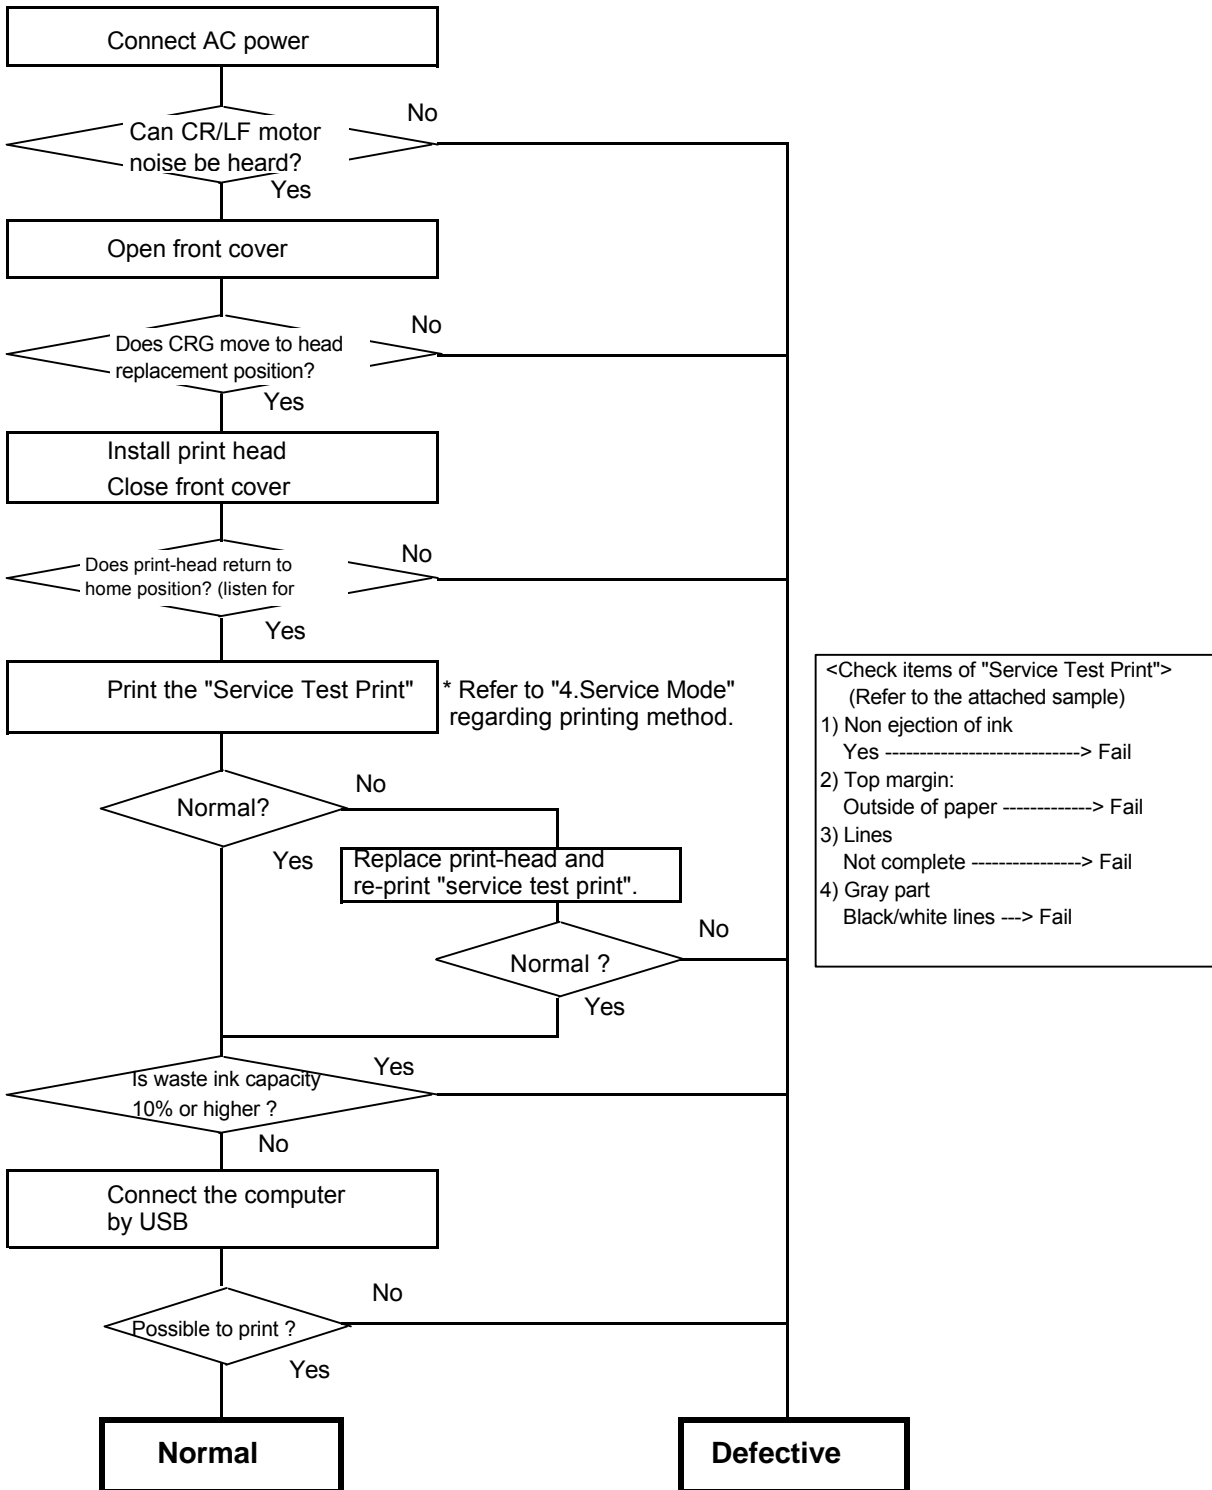 Connect AC power
No
Can CR/LF motor
noise be heard?
Yes
Open front cover
No
Does CRG move to head
replacement position?
Yes
Install print head
Close front cover
No
Does print-head return to
home position? (listen for
Yes
Print the "Service Test Print"
* Refer to "4.Service Mode"
regarding printing method.
<Check items of "Service Test Print">
(Refer to the attached sample)
1) Non ejection of ink
Yes ----------------------------> Fail
2) Top margin:
Outside of paper -------------> Fail
3) Lines
Not complete ----------------> Fail
4) Gray part
Black/white lines ---> Fail
No
Normal?
Yes
Replace print-head and
re-print "service test print".
No
Normal ?
Yes
Yes
Is waste ink capacity
10% or higher ?
No
Connect the computer
by USB
No
Possible to print ?
Yes
Normal
Defective